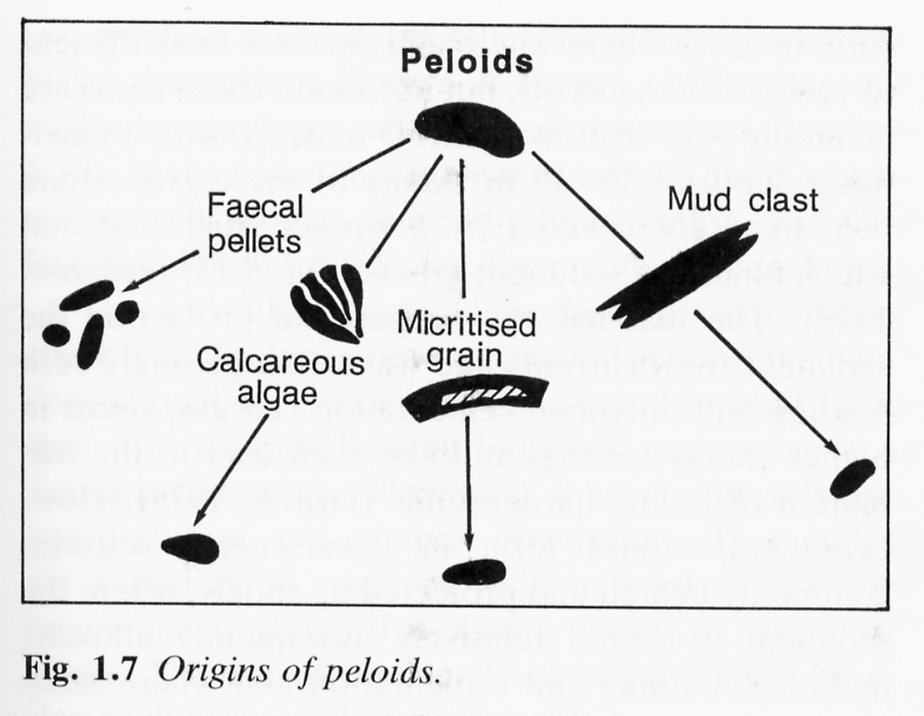 Peloids
Faecal
pellets
Mud clast
Micritised
grain
Calcareous
algae
Fig. 1.7 Origins of peloids.